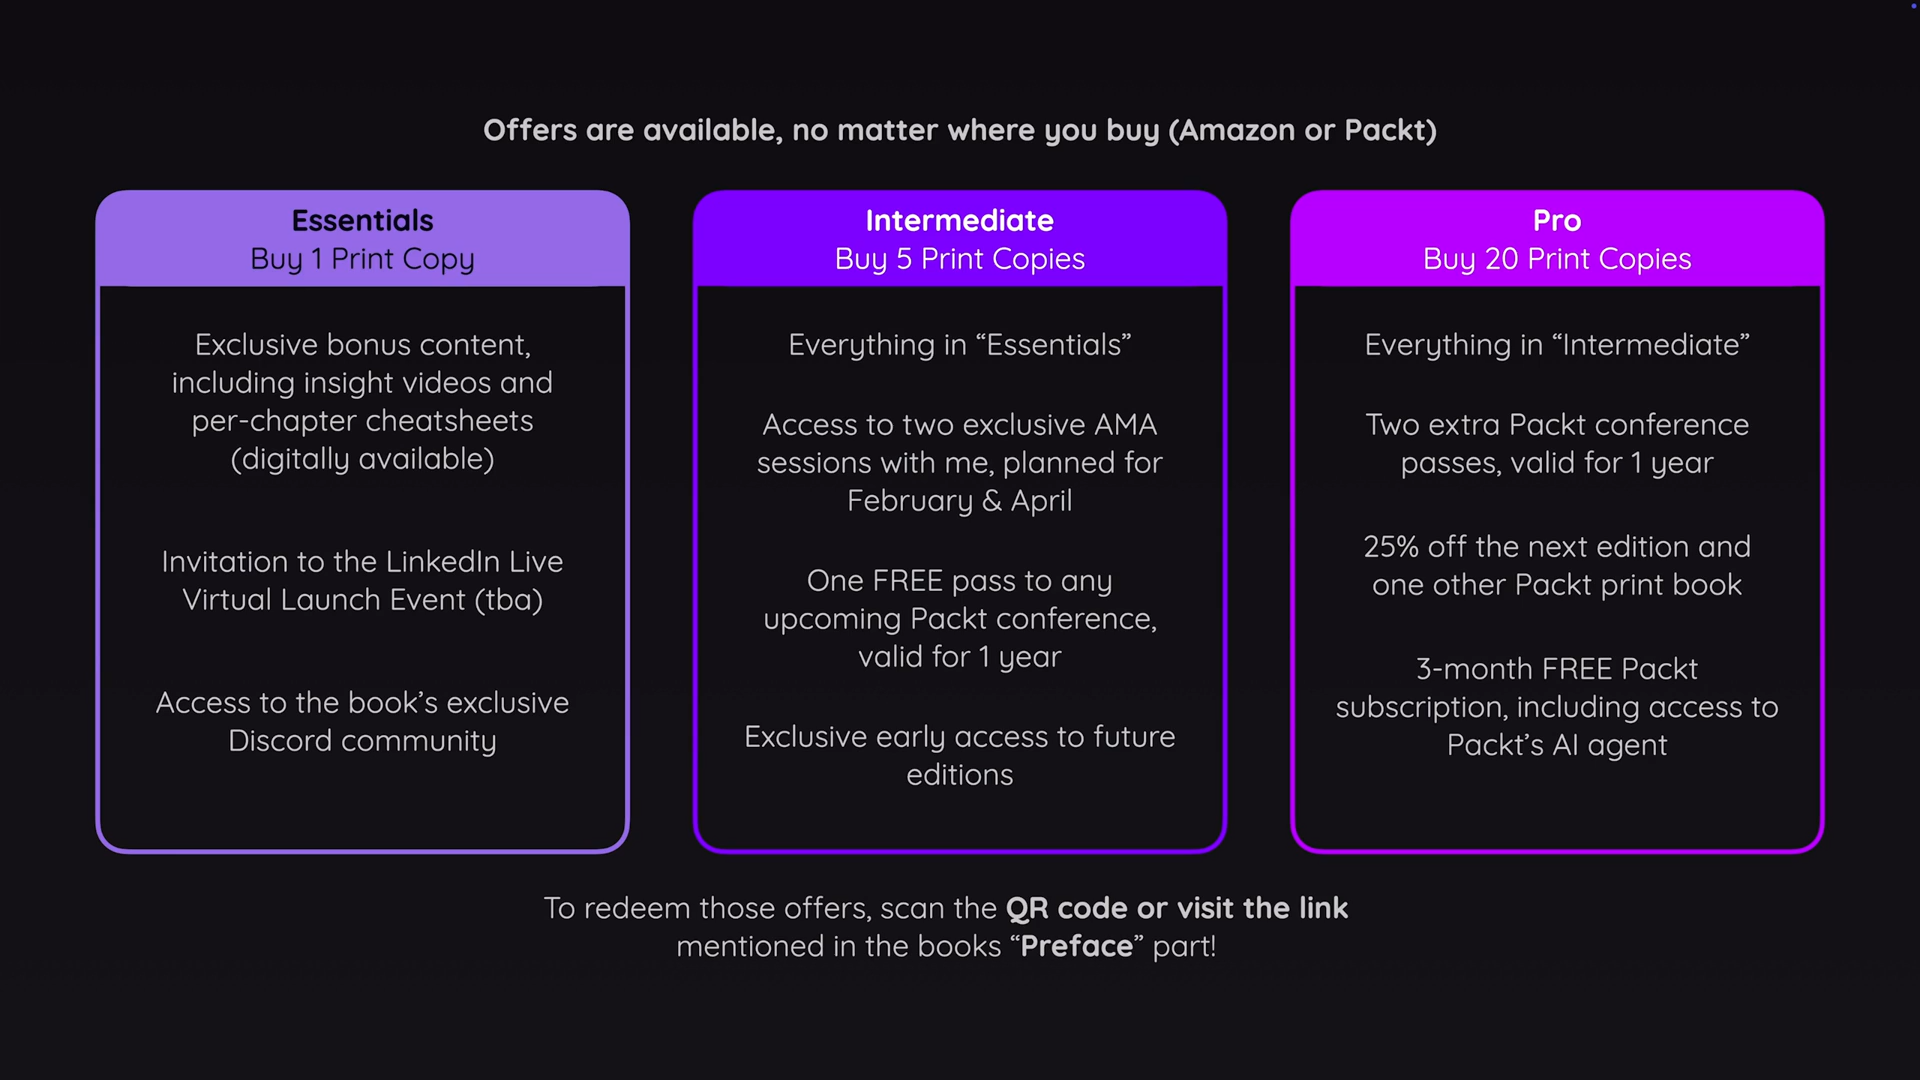 Offers are available, no matter where you buy (Amazon or Packt)
Essentials
Buy 1 Print Copy
Exclusive bonus content,
including insight videos and
per-chapter cheatsheets
(digitally available)
Invitation to the LinkedIn Live
Virtual Launch Event (tba)
Access to the book’s exclusive
Discord community
Intermediate
Buy 5 Print Copies
Everything in “Essentials”
Access to two exclusive AMA
sessions with me, planned for
February & April
One FREE pass to any
upcoming Packt conference,
valid for 1 year
Exclusive early access to future
editions
Pro
Buy 20 Print Copies
Everything in “Intermediate”
Two extra Packt conference
passes, valid for 1 year
25% off the next edition and
one other Packt print book
3-month FREE Packt
subscription, including access to
Packt’s AI agent
To redeem those offers, scan the QR code or visit the link
mentioned in the books “Preface” part!